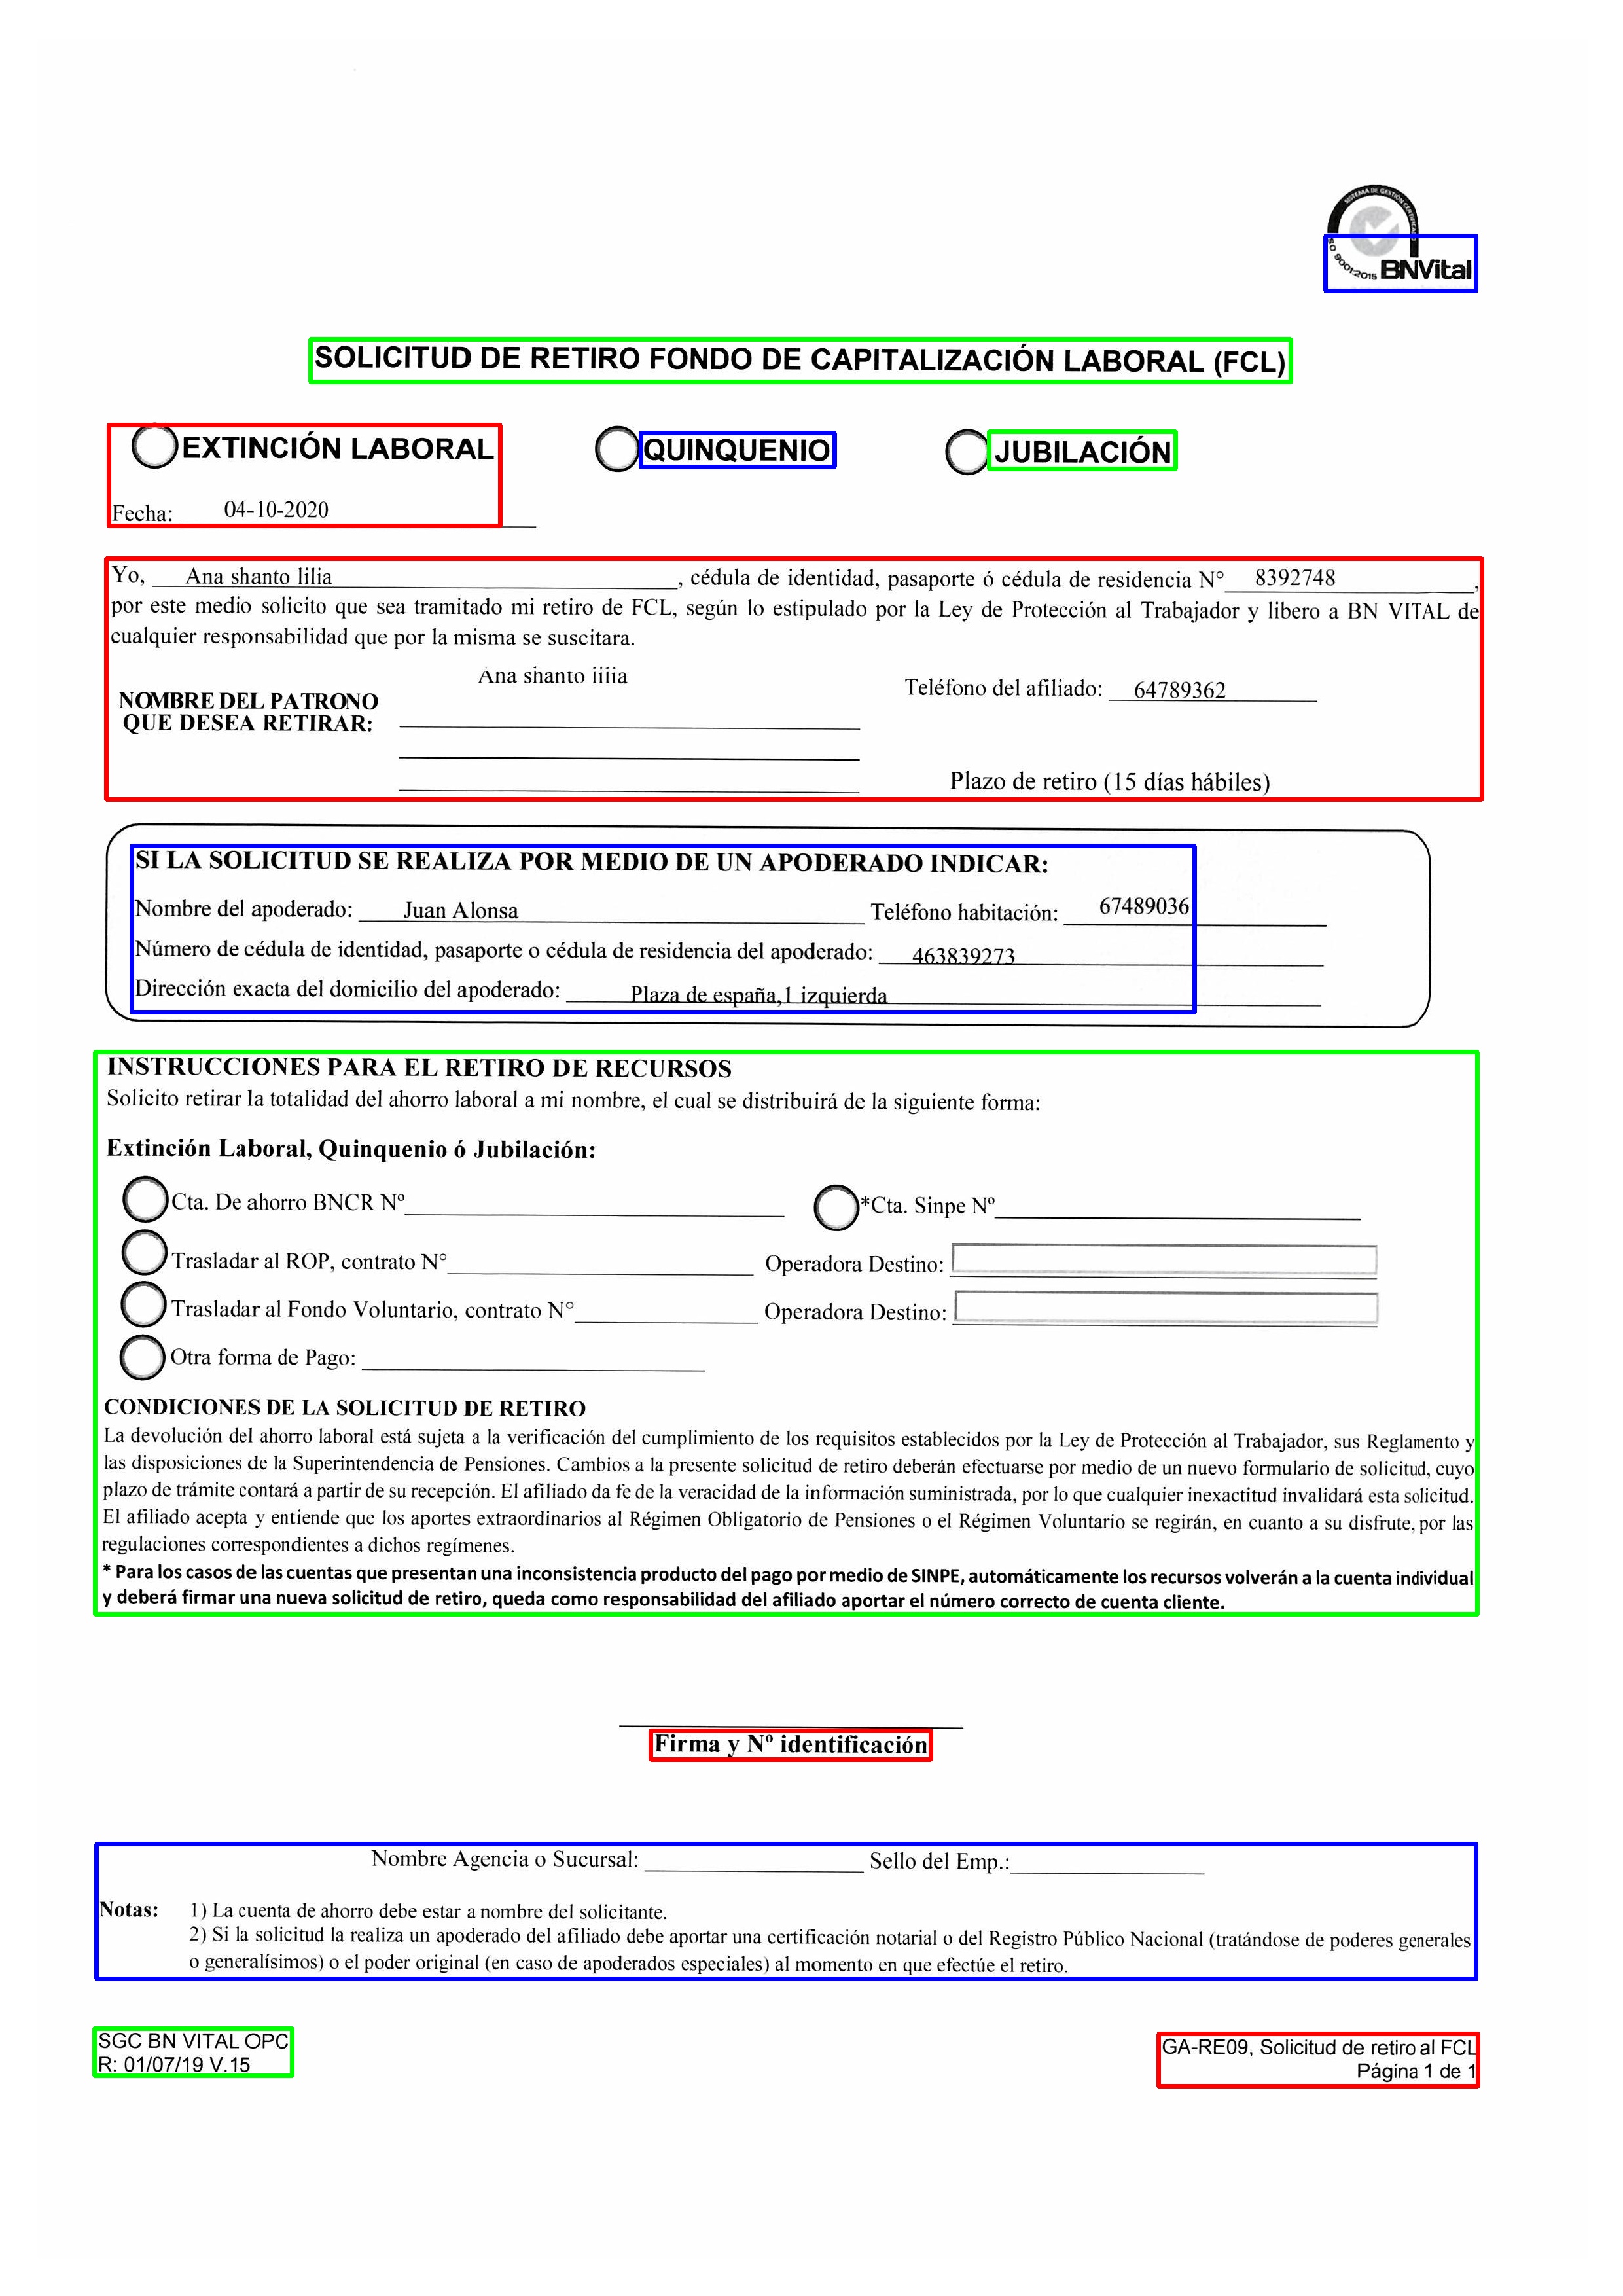 SISTEMA DE GESTIÓN CERTIFICADO
ISO 9001:2015 BNVital
SOLICITUD DE RETIRO FONDO DE CAPITALIZACIÓN LABORAL (FCL)
EXTINCIÓN LABORAL QUINQUENIO JUBILACIÓN
Fecha: 04-10-2020
Yo, Ana shanto lilia, cédula de identidad, pasaporte ó cédula de residencia N° 8392748,
por este medio solicito que sea tramitado mi retiro de FCL, según lo estipulado por la Ley de Protección al Trabajador y libero a BN VITAL de
cualquier responsabilidad que por la misma se suscitara.
Ana shanto lilia
NOMBRE DEL PATRONO Teléfono del afiliado: 64789362
QUE DESEA RETIRAR:
Plazo de retiro (15 días hábiles)
SI LA SOLICITUD SE REALIZA POR MEDIO DE UN APODERADO INDICAR:
Nombre del apoderado: Juan Alonsa Teléfono habitación: 67489036
Número de cédula de identidad, pasaporte o cédula de residencia del apoderado: 463839273
Dirección exacta del domicilio del apoderado: Plaza de españa,1 izquierda
INSTRUCCIONES PARA EL RETIRO DE RECURSOS
Solicito retirar la totalidad del ahorro laboral a mi nombre, el cual se distribuirá de la siguiente forma:
Extinción Laboral, Quinquenio ó Jubilación:
Cta. De ahorro BNCR Nº *Cta. Sinpe Nº
Trasladar al ROP, contrato N° Operadora Destino:
Trasladar al Fondo Voluntario, contrato N° Operadora Destino:
Otra forma de Pago:
CONDICIONES DE LA SOLICITUD DE RETIRO
La devolución del ahorro laboral está sujeta a la verificación del cumplimiento de los requisitos establecidos por la Ley de Protección al Trabajador, sus Reglamento y
las disposiciones de la Superintendencia de Pensiones. Cambios a la presente solicitud de retiro deberán efectuarse por medio de un nuevo formulario de solicitud, cuyo
plazo de trámite contará a partir de su recepción. El afiliado da fe de la veracidad de la información suministrada, por lo que cualquier inexactitud invalidará esta solicitud.
El afiliado acepta y entiende que los aportes extraordinarios al Régimen Obligatorio de Pensiones o el Régimen Voluntario se regirán, en cuanto a su disfrute, por las
regulaciones correspondientes a dichos regímenes.
* Para los casos de las cuentas que presentan una inconsistencia producto del pago por medio de SINPE, automáticamente los recursos volverán a la cuenta individual
y deberá firmar una nueva solicitud de retiro, queda como responsabilidad del afiliado aportar el número correcto de cuenta cliente.
Firma y Nº identificación
Nombre Agencia o Sucursal: Sello del Emp.:
Notas: 1) La cuenta de ahorro debe estar a nombre del solicitante.
2) Si la solicitud la realiza un apoderado del afiliado debe aportar una certificación notarial o del Registro Público Nacional (tratándose de poderes generales
o generalísimos) o el poder original (en caso de apoderados especiales) al momento en que efectúe el retiro.
SGC BN VITAL OPC
R: 01/07/19 V.15
GA-RE09, Solicitud de retiro al FCL
Página 1 de 1